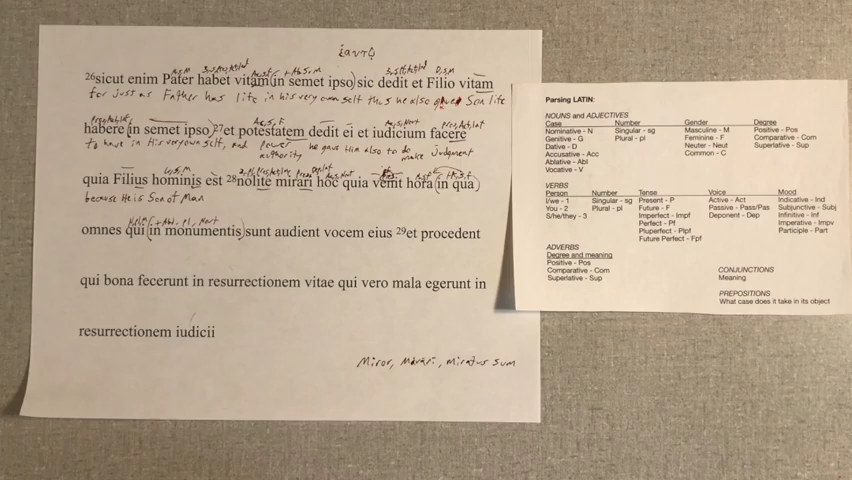 ἑαυτῷ
26sicut enim Pater habet vitam (in semet ipso) sic dedit et Filio vitam
for just as Father has life in his very own self thus he also gave Son life
habere (in semet ipso) 27et potestatem dedit ei et iudicium facere
to have in His very own self, and power he gave Him also to do judgment
authority make
quia Filius hominis est 28nolite mirari hoc quia venit hora (in qua)
because He is Son of Man
omnes qui (in monumentis) sunt audient vocem eius 29et procedent
qui bona fecerunt in resurrectionem vitae qui vero mala egerunt in
resurrectionem iudicii
Miror, Mirari, miratus sum
Parsing LATIN:
NOUNS and ADJECTIVES
Case Number Gender Degree
Nominative - N Singular - sg Masculine - M Positive - Pos
Genitive - G Plural - pl Feminine - F Comparative - Com
Dative - D Neuter - Neut Superlative - Sup
Accusative - Acc Common - C
Ablative - Abl
Vocative - V
VERBS
Person Number Tense Voice Mood
I/we - 1 Singular - sg Present - P Active - Act Indicative - Ind
You - 2 Plural - pl Future - F Passive - Pass/Pas Subjunctive - Subj
S/he/they - 3 Imperfect - Impf Deponent - Dep Infinitive - Inf
Perfect - Pf Imperative - Impv
Pluperfect - Plpf Participle - Part
Future Perfect - Fpf
ADVERBS
Degree and meaning
Positive - Pos
Comparative - Com
Superlative - Sup
CONJUNCTIONS
Meaning
PREPOSITIONS
What case does it take in its object